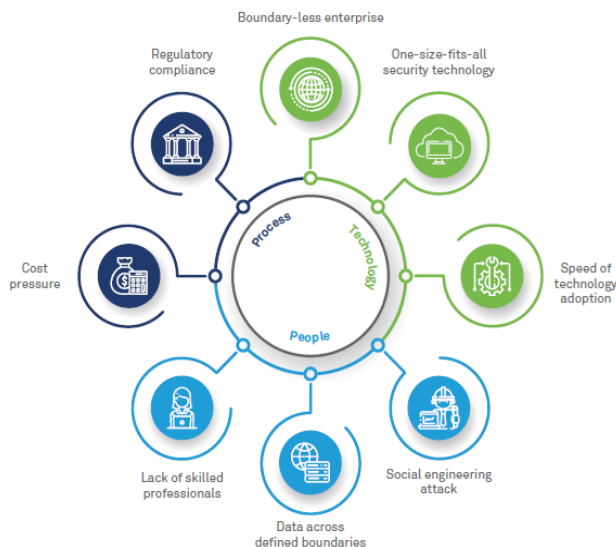 Boundary-less enterprise
Regulatory
compliance
One-size-fits-all
security technology
Process
Technology
Cost
pressure
Speed of
technology
adoption
People
Lack of skilled
professionals
Social engineering
attack
Data across
defined boundaries